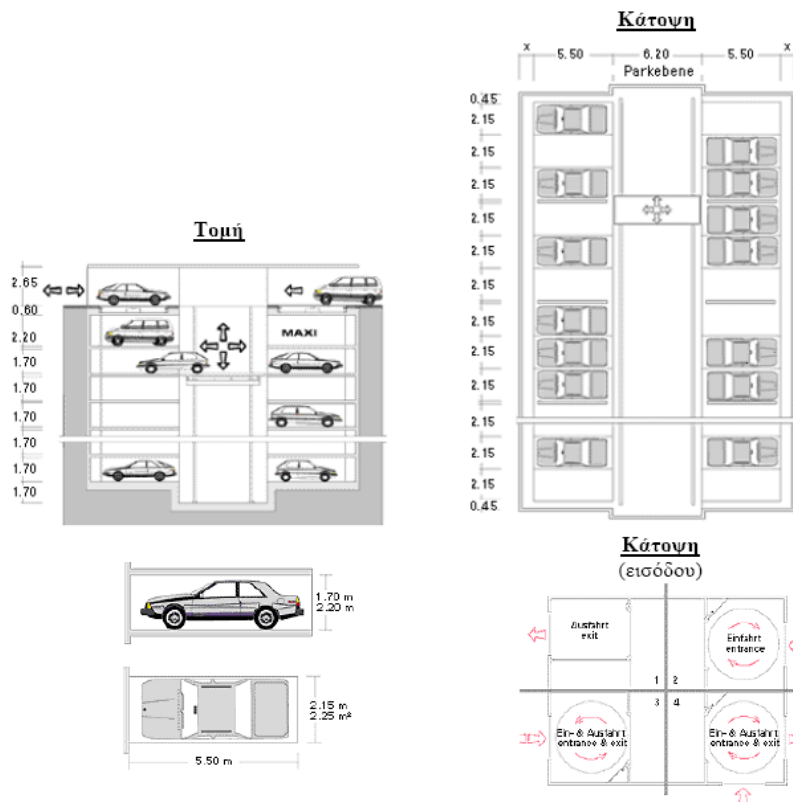 Κάτοψη
x 5.50 6.20 5.50 x
Parkebene
0.45
2.15
2.15
2.15
2.15
2.15
2.15
2.15
2.15
2.15
2.15
2.15
2.15
0.45
Τομή
2.65
0.60
2.20
1.70
1.70
1.70
1.70
1.70
1.70
MAXI
1.70 m
2.20 m
2.15 m
2.25 m²
5.50 m
Κάτοψη
(εισόδου)
Ausfahrt
exit
Einfahrt
entrance
1 2
3 4
Ein- & Ausfahrt
entrance & exit
Ein- & Ausfahrt
entrance & exit